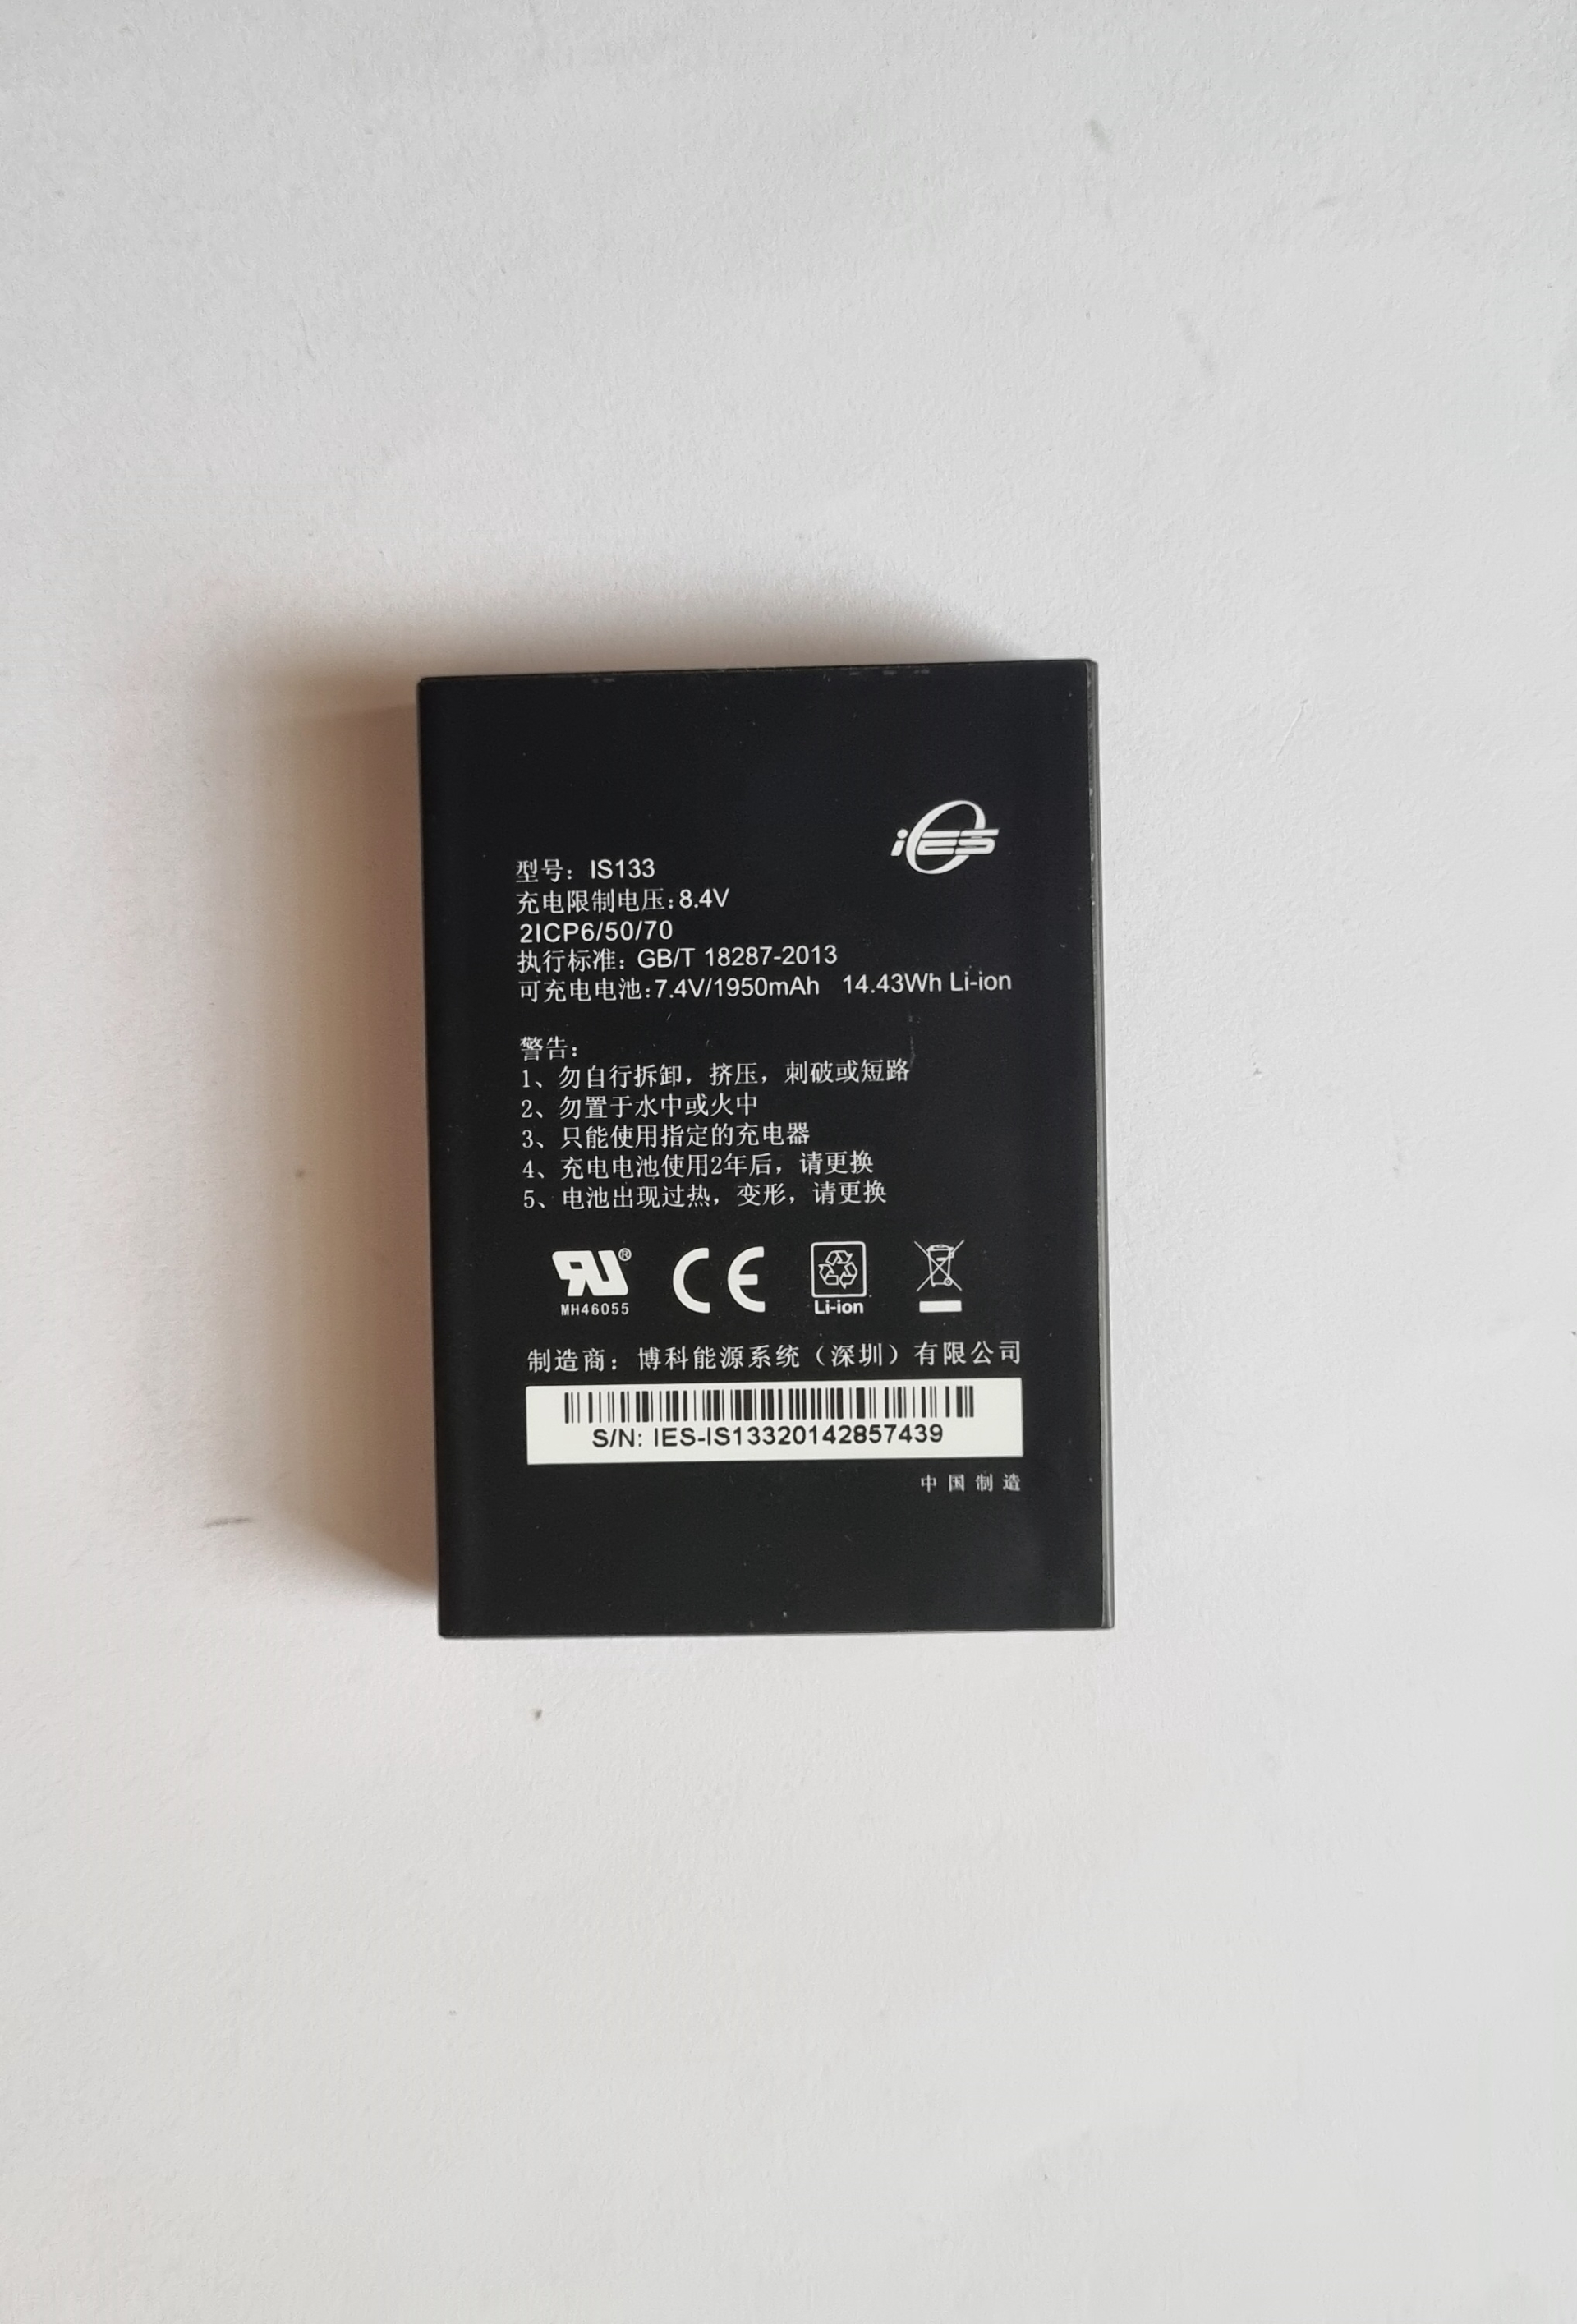 iES
型号：IS133
充电限制电压:8.4V
2ICP6/50/70
执行标准：GB/T 18287-2013
可充电电池:7.4V/1950mAh 14.43Wh Li-ion
警告：
1、勿自行拆卸，挤压，刺破或短路
2、勿置于水中或火中
3、只能使用指定的充电器
4、充电电池使用2年后，请更换
5、电池出现过热，变形，请更换
RU® CE
MH46055 Li-ion
制造商：博科能源系统（深圳）有限公司
S/N: IES-IS13320142857439
中国制造